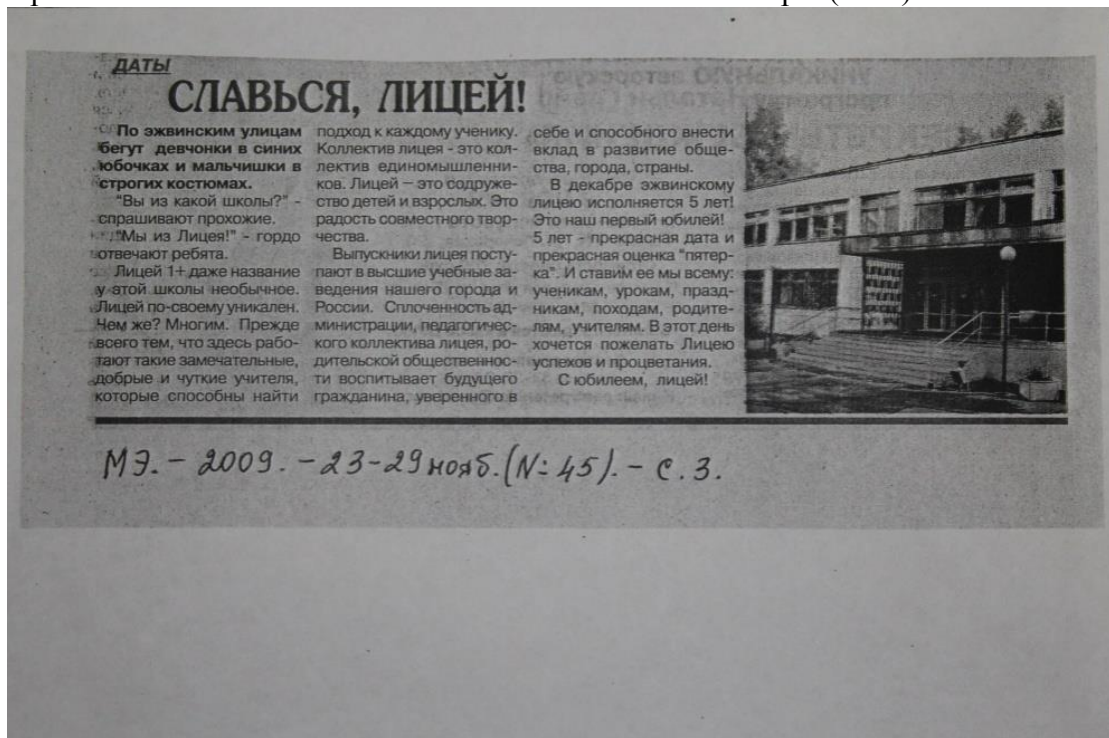 ДАТЫ
СЛАВЬСЯ, ЛИЦЕЙ!
По эжвинским улицам
бегут девчонки в синих
юбочках и мальчишки в
строгих костюмах.
"Вы из какой школы?" -
спрашивают прохожие.
"Мы из Лицея!" - гордо
отвечают ребята.
Лицей 1+ даже название
у этой школы необычное.
Лицей по-своему уникален.
Чем же? Многим. Прежде
всего тем, что здесь рабо-
тают такие замечательные,
добрые и чуткие учителя,
которые способны найти
подход к каждому ученику.
Коллектив лицея - это кол-
лектив единомышленни-
ков. Лицей – это содруже-
ство детей и взрослых. Это
радость совместного твор-
чества.
Выпускники лицея посту-
пают в высшие учебные за-
ведения нашего города и
России. Сплоченность ад-
министрации, педагогичес-
кого коллектива лицея, ро-
дительской общественнос-
ти воспитывает будущего
гражданина, уверенного в
себе и способного внести
вклад в развитие обще-
ства, города, страны.
В декабре эжвинскому
лицею исполняется 5 лет!
Это наш первый юбилей!
5 лет - прекрасная дата и
прекрасная оценка "пятер-
ка". И ставим ее мы всему:
ученикам, урокам, празд-
никам, походам, родите-
лям, учителям. В этот день
хочется пожелать Лицею
успехов и процветания.
С юбилеем, лицей!
МЭ. - 2009. - 23-29 нояб. (N: 45). - с. 3.